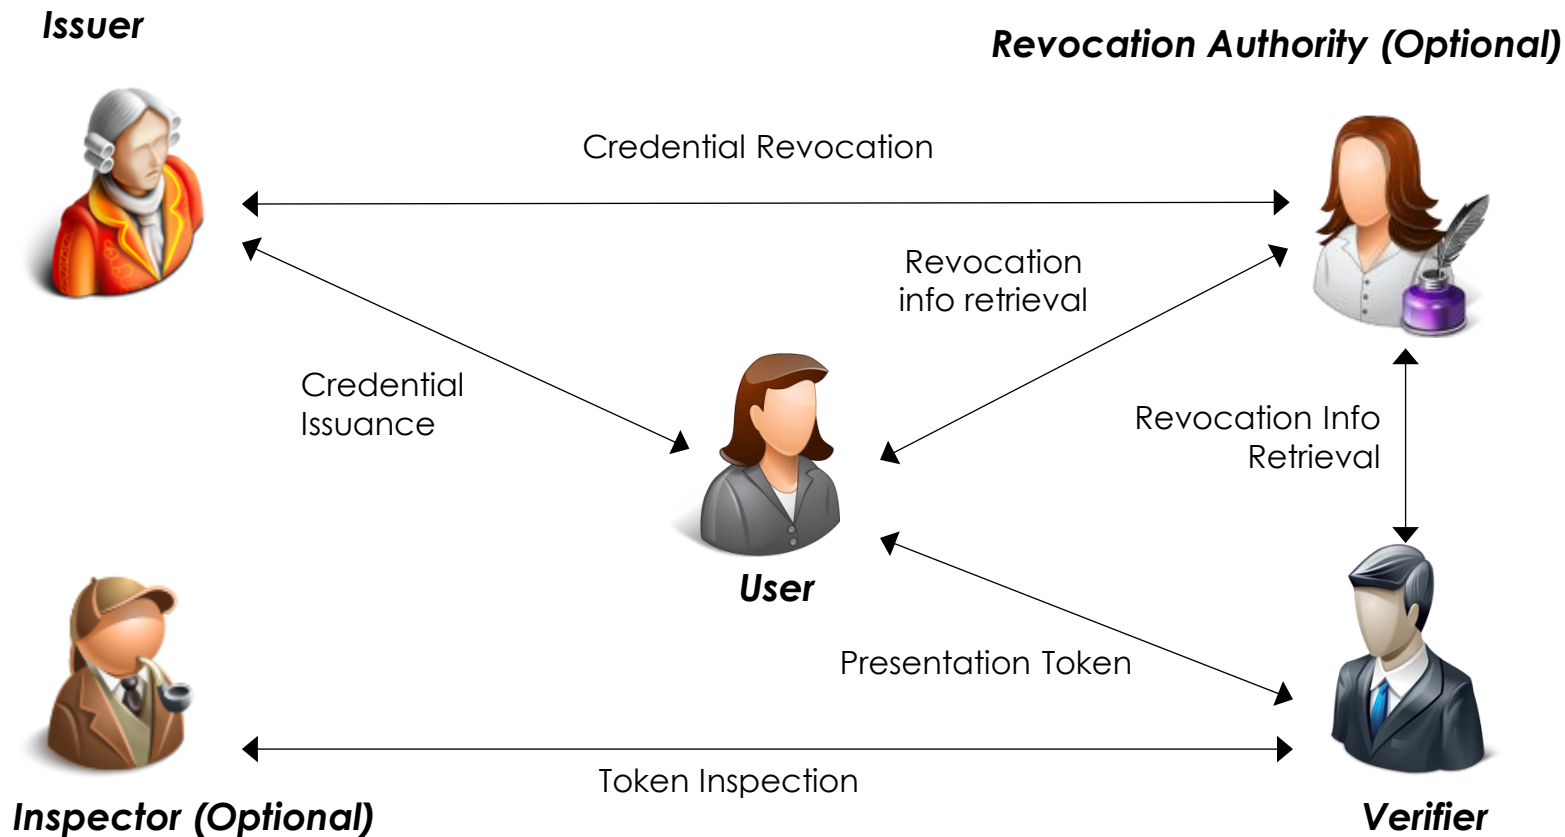 Issuer
Revocation Authority (Optional)
Credential Revocation
Revocation
info retrieval
Credential
Issuance
Revocation Info
Retrieval
User
Presentation Token
Token Inspection
Inspector (Optional)
Verifier